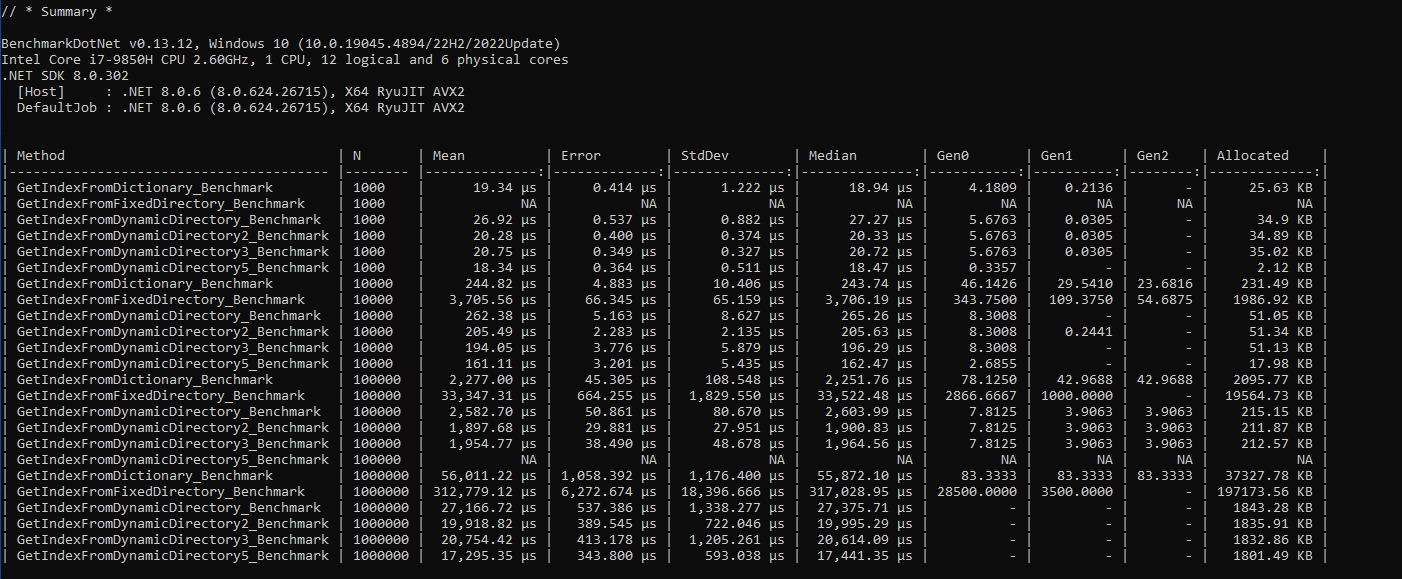 // * Summary *
BenchmarkDotNet v0.13.12, Windows 10 (10.0.19045.4894/22H2/2022Update)
Intel Core i7-9850H CPU 2.60GHz, 1 CPU, 12 logical and 6 physical cores
.NET SDK 8.0.302
  [Host]     : .NET 8.0.6 (8.0.624.26715), X64 RyuJIT AVX2
  DefaultJob : .NET 8.0.6 (8.0.624.26715), X64 RyuJIT AVX2
| Method | N | Mean | Error | StdDev | Median | Gen0 | Gen1 | Gen2 | Allocated |
|---------------------------------------- |-------- |--------------:|-------------:|--------------:|--------------:|-----------:|----------:|--------:|-------------:|
| GetIndexFromDictionary_Benchmark | 1000 | 19.34 μs | 0.414 μs | 1.222 μs | 18.94 μs | 4.1809 | 0.2136 | - | 25.63 KB |
| GetIndexFromFixedDirectory_Benchmark | 1000 | NA | NA | NA | NA | NA | NA | NA | NA |
| GetIndexFromDynamicDirectory_Benchmark | 1000 | 26.92 μs | 0.537 μs | 0.882 μs | 27.27 μs | 5.6763 | 0.0305 | - | 34.9 KB |
| GetIndexFromDynamicDirectory2_Benchmark | 1000 | 20.28 μs | 0.400 μs | 0.374 μs | 20.33 μs | 5.6763 | 0.0305 | - | 34.89 KB |
| GetIndexFromDynamicDirectory3_Benchmark | 1000 | 20.75 μs | 0.349 μs | 0.327 μs | 20.72 μs | 5.6763 | 0.0305 | - | 35.02 KB |
| GetIndexFromDynamicDirectory5_Benchmark | 1000 | 18.34 μs | 0.364 μs | 0.511 μs | 18.47 μs | 0.3357 | - | - | 2.12 KB |
| GetIndexFromDictionary_Benchmark | 10000 | 244.82 μs | 4.883 μs | 10.406 μs | 243.74 μs | 46.1426 | 29.5410 | 23.6816 | 231.49 KB |
| GetIndexFromFixedDirectory_Benchmark | 10000 | 3,705.56 μs | 66.345 μs | 65.159 μs | 3,706.19 μs | 343.7500 | 109.3750 | 54.6875 | 1986.92 KB |
| GetIndexFromDynamicDirectory_Benchmark | 10000 | 262.38 μs | 5.163 μs | 8.627 μs | 265.26 μs | 8.3008 | - | - | 51.05 KB |
| GetIndexFromDynamicDirectory2_Benchmark | 10000 | 205.49 μs | 2.283 μs | 2.135 μs | 205.63 μs | 8.3008 | 0.2441 | - | 51.34 KB |
| GetIndexFromDynamicDirectory3_Benchmark | 10000 | 194.05 μs | 3.776 μs | 5.879 μs | 196.29 μs | 8.3008 | - | - | 51.13 KB |
| GetIndexFromDynamicDirectory5_Benchmark | 10000 | 161.11 μs | 3.201 μs | 5.435 μs | 162.47 μs | 2.6855 | - | - | 17.98 KB |
| GetIndexFromDictionary_Benchmark | 100000 | 2,277.00 μs | 45.305 μs | 108.548 μs | 2,251.76 μs | 78.1250 | 42.9688 | 42.9688 | 2095.77 KB |
| GetIndexFromFixedDirectory_Benchmark | 100000 | 33,347.31 μs | 664.255 μs | 1,829.550 μs | 33,522.48 μs | 2866.6667 | 1000.0000 | - | 19564.73 KB |
| GetIndexFromDynamicDirectory_Benchmark | 100000 | 2,582.70 μs | 50.861 μs | 80.670 μs | 2,603.99 μs | 7.8125 | 3.9063 | 3.9063 | 215.15 KB |
| GetIndexFromDynamicDirectory2_Benchmark | 100000 | 1,897.68 μs | 29.881 μs | 27.951 μs | 1,900.83 μs | 7.8125 | 3.9063 | 3.9063 | 211.87 KB |
| GetIndexFromDynamicDirectory3_Benchmark | 100000 | 1,954.77 μs | 38.490 μs | 48.678 μs | 1,964.56 μs | 7.8125 | 3.9063 | 3.9063 | 212.57 KB |
| GetIndexFromDynamicDirectory5_Benchmark | 100000 | NA | NA | NA | NA | NA | NA | NA | NA |
| GetIndexFromDictionary_Benchmark | 1000000 | 56,011.22 μs | 1,058.392 μs | 1,176.400 μs | 55,872.10 μs | 83.3333 | 83.3333 | 83.3333 | 37327.78 KB |
| GetIndexFromFixedDirectory_Benchmark | 1000000 | 312,779.12 μs | 6,272.674 μs | 18,396.666 μs | 317,028.95 μs | 28500.0000 | 3500.0000 | - | 197173.56 KB |
| GetIndexFromDynamicDirectory_Benchmark | 1000000 | 27,166.72 μs | 537.386 μs | 1,338.277 μs | 27,375.71 μs | - | - | - | 1843.28 KB |
| GetIndexFromDynamicDirectory2_Benchmark | 1000000 | 19,918.82 μs | 389.545 μs | 722.046 μs | 19,995.29 μs | - | - | - | 1835.91 KB |
| GetIndexFromDynamicDirectory3_Benchmark | 1000000 | 20,754.42 μs | 413.178 μs | 1,205.261 μs | 20,614.09 μs | - | - | - | 1832.86 KB |
| GetIndexFromDynamicDirectory5_Benchmark | 1000000 | 17,295.35 μs | 343.800 μs | 593.038 μs | 17,441.35 μs | - | - | - | 1801.49 KB |